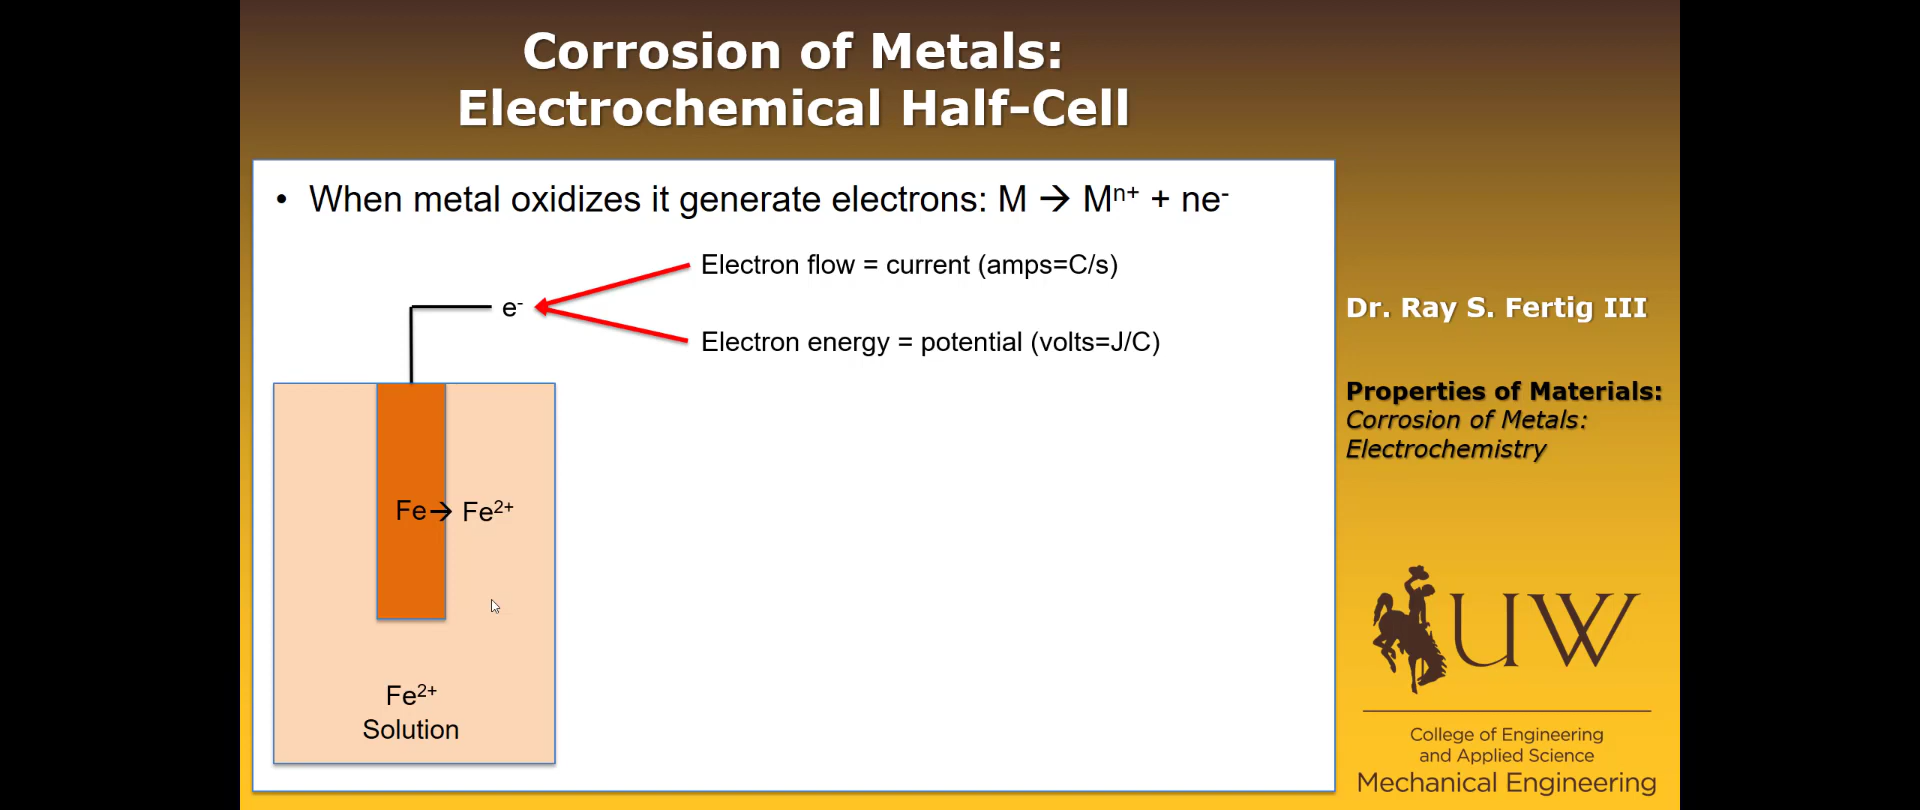 Corrosion of Metals:
Electrochemical Half-Cell
• When metal oxidizes it generate electrons: M → Mⁿ⁺ + ne⁻
Electron flow = current (amps=C/s)
e⁻
Electron energy = potential (volts=J/C)
Fe→ Fe²⁺
Fe²⁺
Solution
Dr. Ray S. Fertig III
Properties of Materials:
Corrosion of Metals:
Electrochemistry
UW
College of Engineering
and Applied Science
Mechanical Engineering